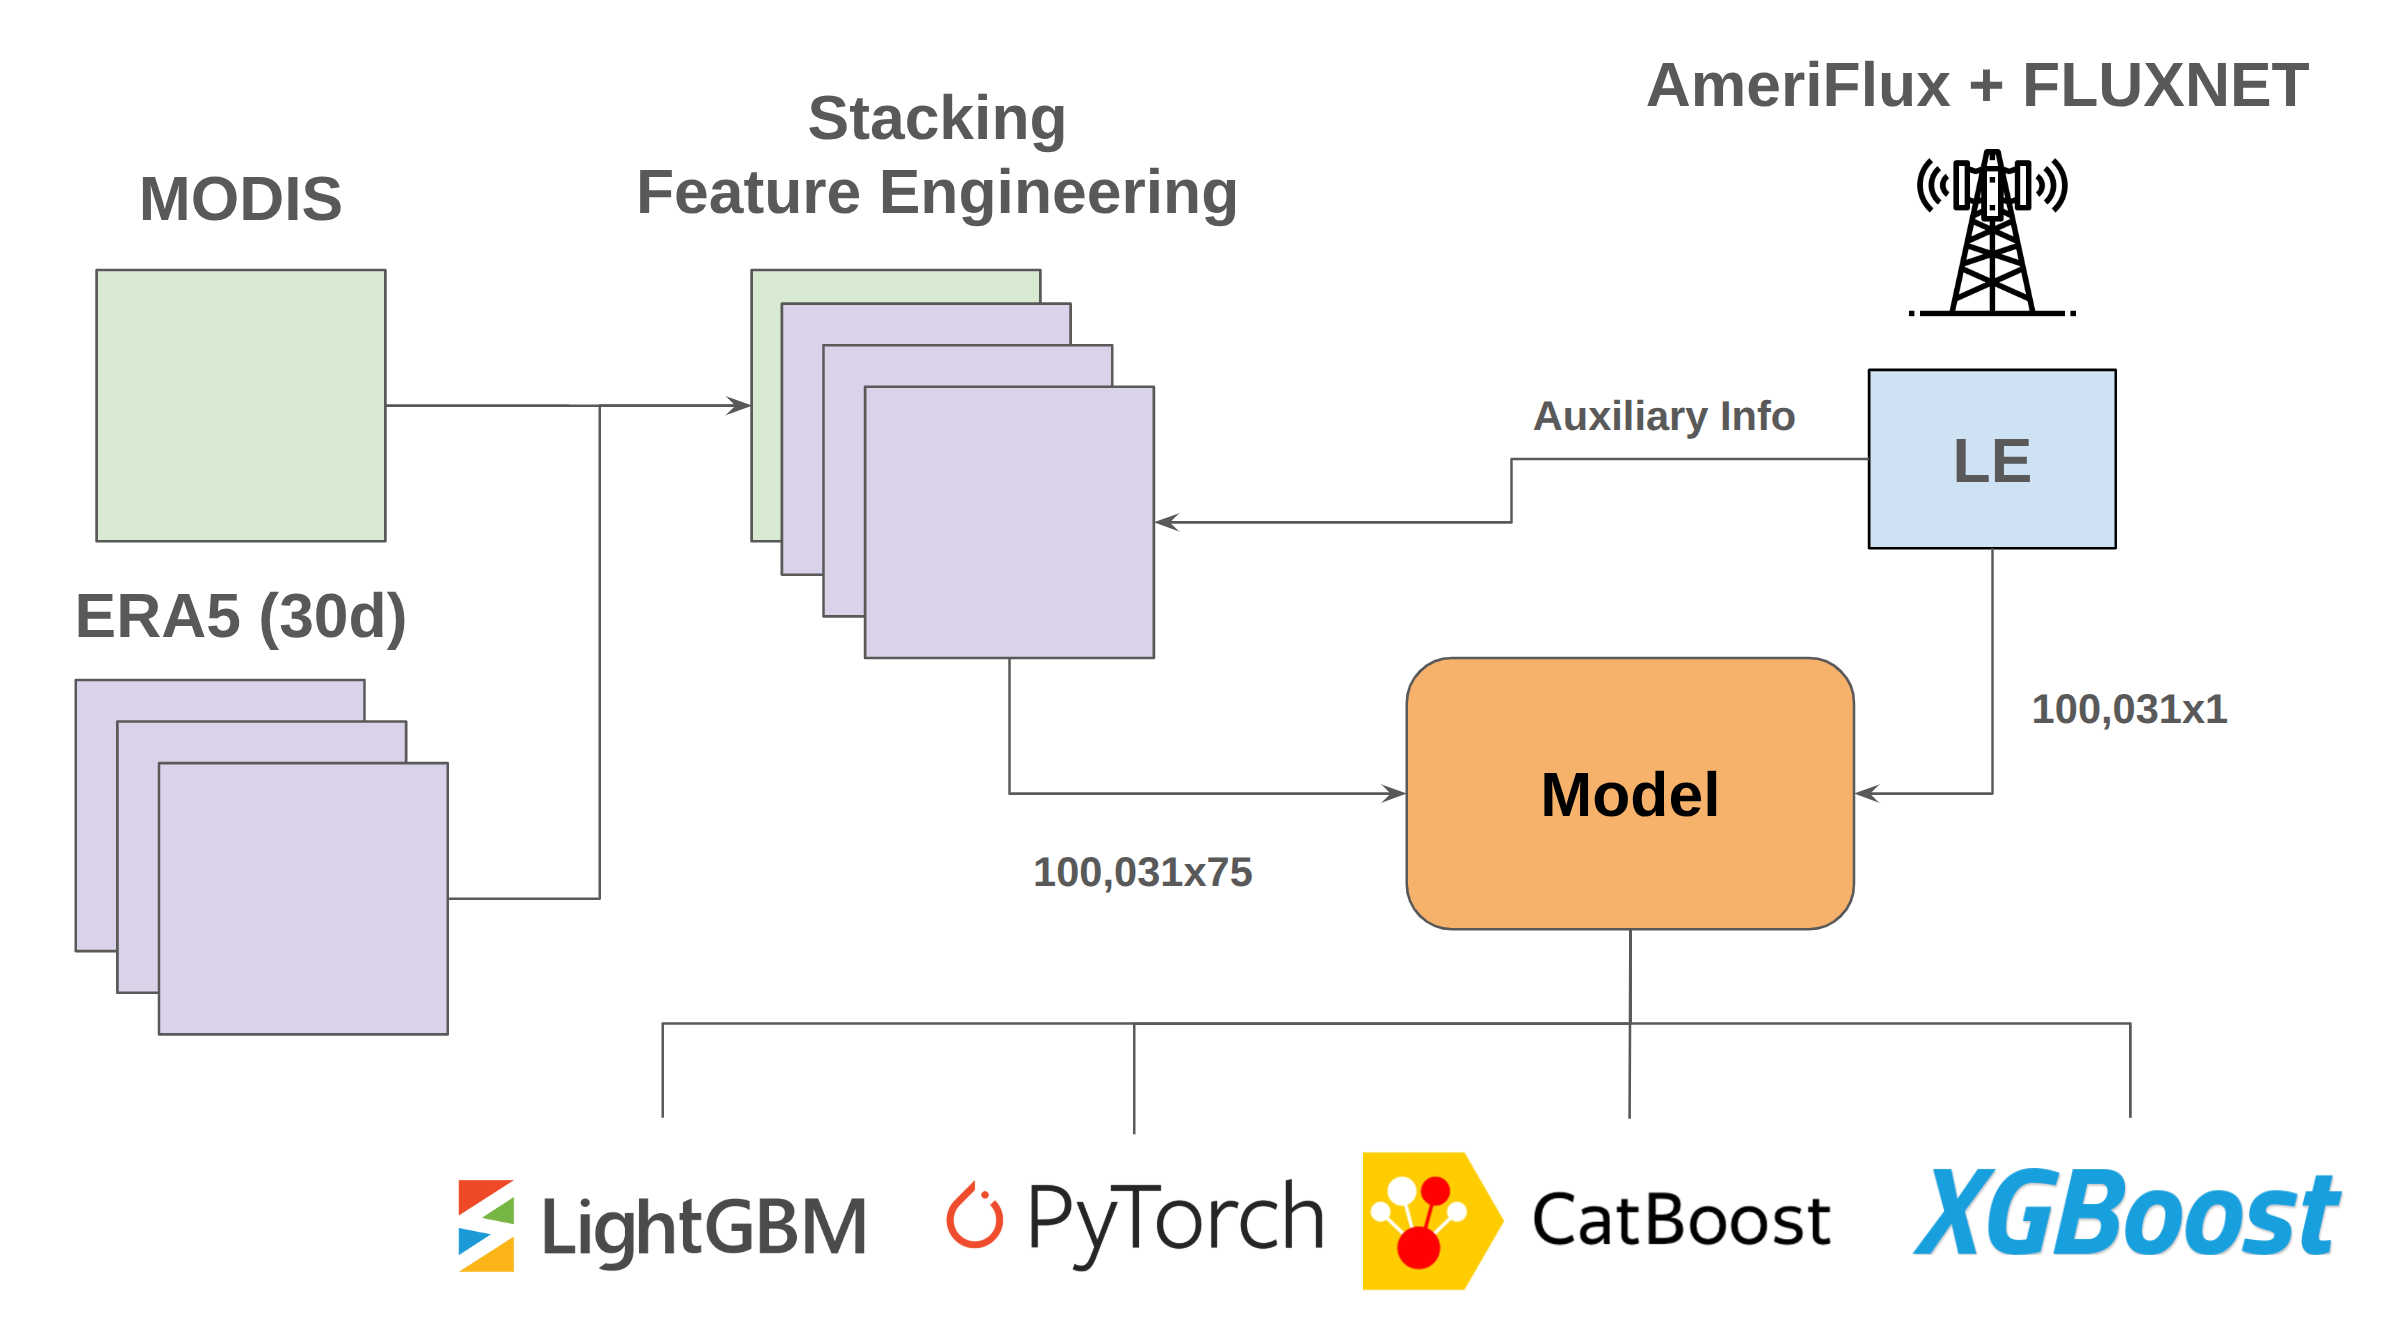 AmeriFlux + FLUXNET
Stacking
Feature Engineering
MODIS
Auxiliary Info
LE
ERA5 (30d)
100,031x1
Model
100,031x75
LightGBM
PyTorch
CatBoost
XGBoost